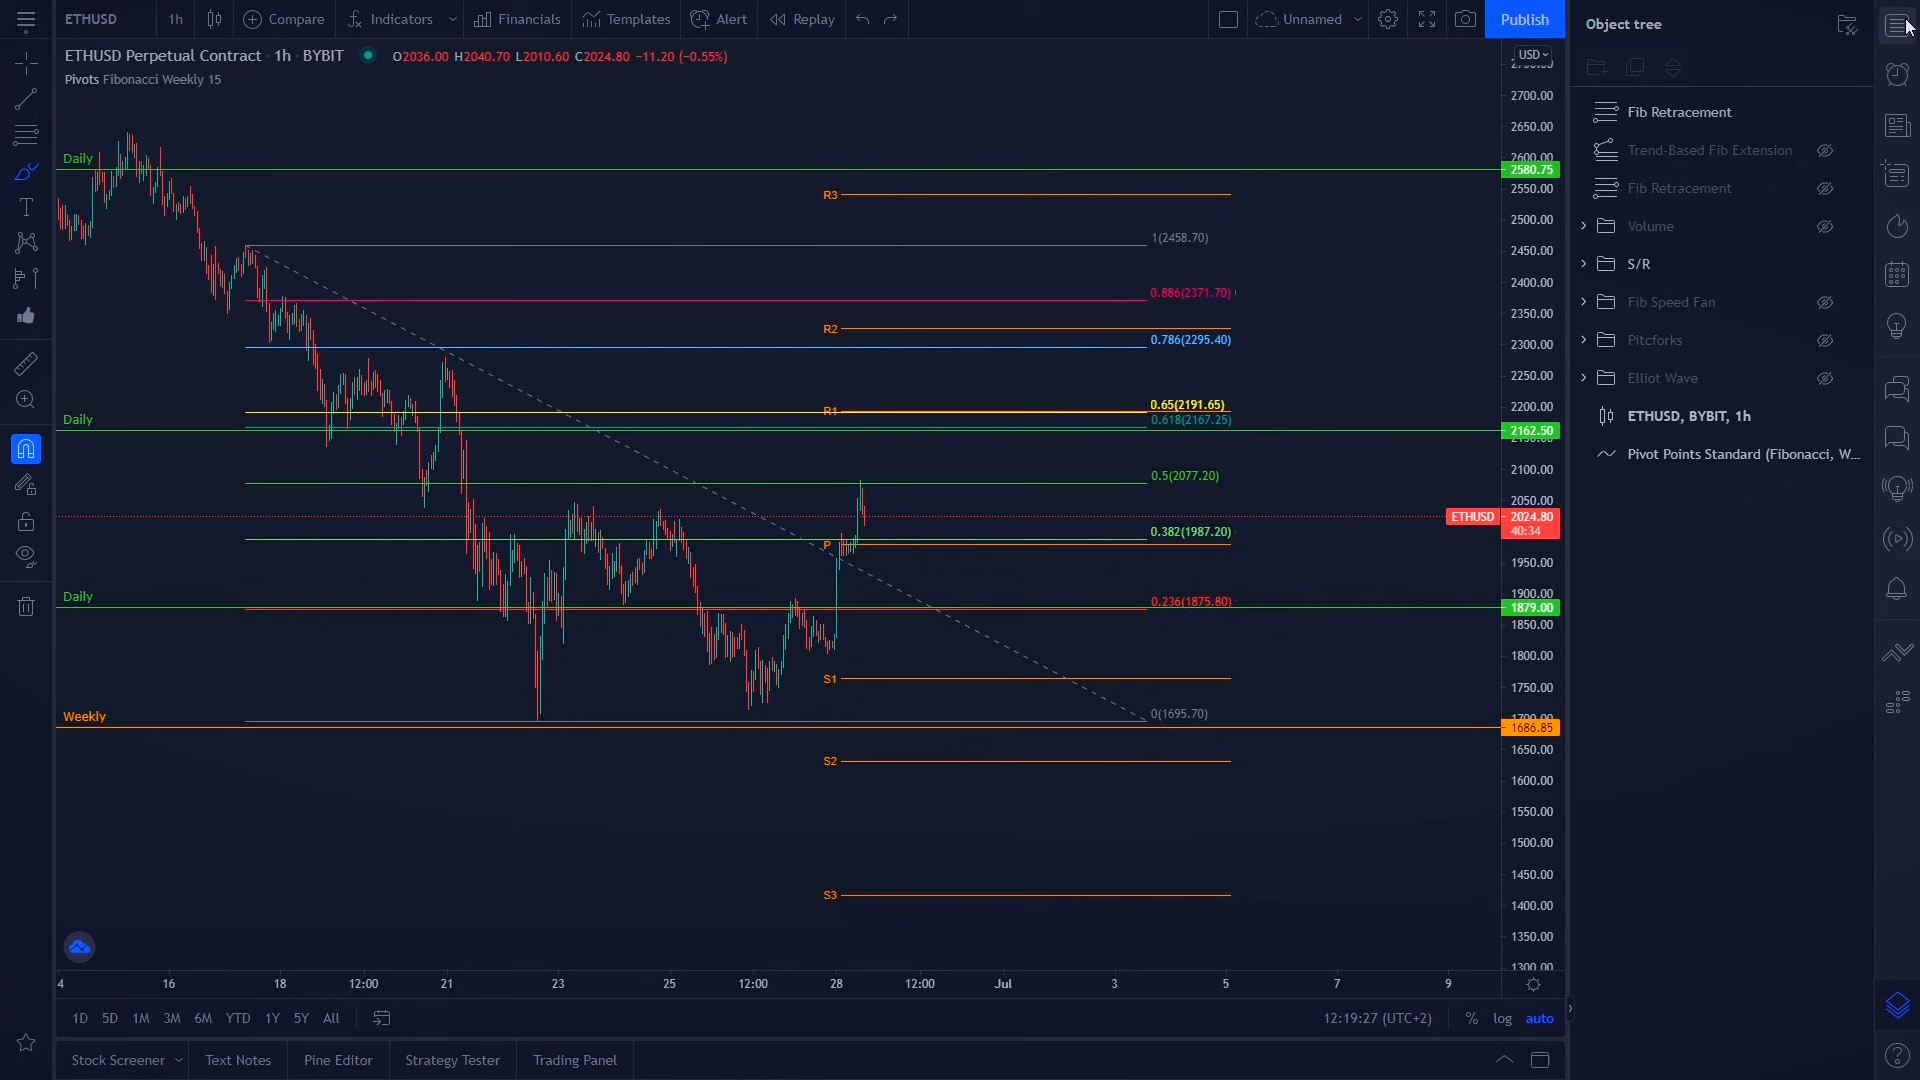 ETHUSD 1h Compare Indicators Financials Templates Alert Replay Unnamed Publish
Object tree
ETHUSD Perpetual Contract · 1h · BYBIT O2036.00 H2040.70 L2010.60 C2024.80 −11.20 (−0.55%)
Pivots Fibonacci Weekly 15
USD
2700.00
2650.00
2600.00
2580.75
2550.00
2500.00
2450.00
2400.00
2350.00
2300.00
2250.00
2200.00
2162.50
2150.00
2100.00
2050.00
ETHUSD 2024.80
40:34
1950.00
1900.00
1879.00
1850.00
1800.00
1750.00
1700.00
1686.85
1650.00
1600.00
1550.00
1500.00
1450.00
1400.00
1350.00
1300.00
Daily
R3
1(2458.70)
0.886(2371.70)
R2
0.786(2295.40)
0.65(2191.65)
R1
0.618(2167.25)
Daily
0.5(2077.20)
0.382(1987.20)
P
Daily
0.236(1875.80)
S1
0(1695.70)
Weekly
S2
S3
Fib Retracement
Trend-Based Fib Extension
Fib Retracement
Volume
S/R
Fib Speed Fan
Pitcforks
Elliot Wave
ETHUSD, BYBIT, 1h
Pivot Points Standard (Fibonacci, W...
4 16 18 12:00 21 23 25 12:00 28 12:00 Jul 3 5 7 9
1D 5D 1M 3M 6M YTD 1Y 5Y All 12:19:27 (UTC+2) % log auto
Stock Screener Text Notes Pine Editor Strategy Tester Trading Panel